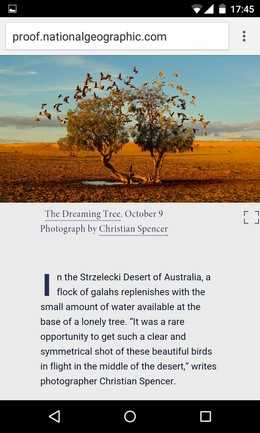 17:45
proof.nationalgeographic.com
The Dreaming Tree, October 9
Photograph by Christian Spencer
In the Strzelecki Desert of Australia, a
flock of galahs replenishes with the
small amount of water available at the
base of a lonely tree. “It was a rare
opportunity to get such a clear and
symmetrical shot of these beautiful birds
in flight in the middle of the desert,” writes
photographer Christian Spencer.